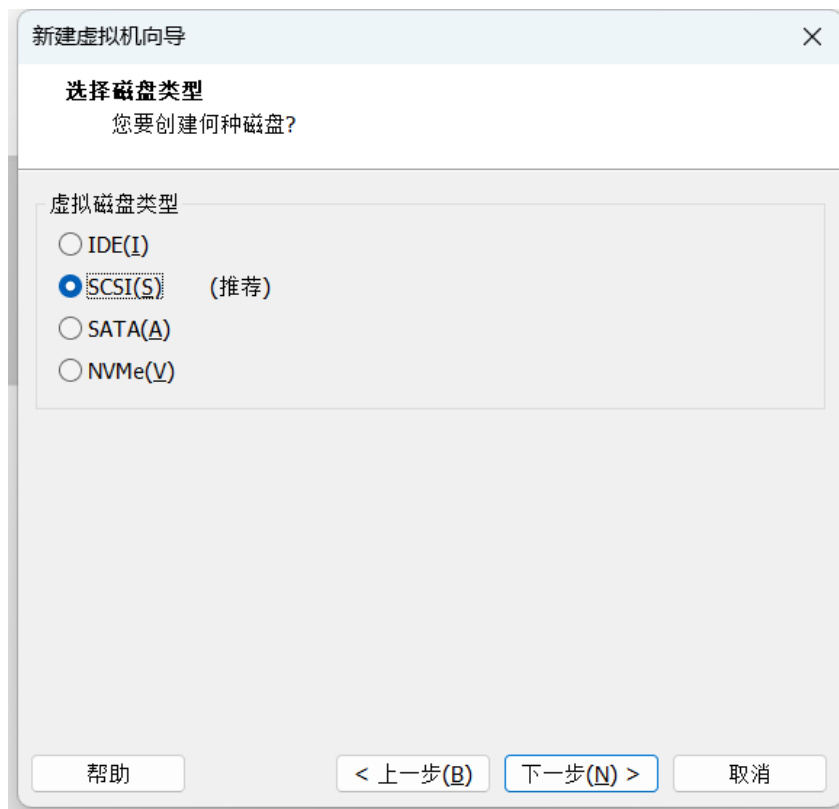 新建虚拟机向导
选择磁盘类型
您要创建何种磁盘?
虚拟磁盘类型
IDE(I)
SCSI(S) (推荐)
SATA(A)
NVMe(V)
帮助 < 上一步(B) 下一步(N) > 取消